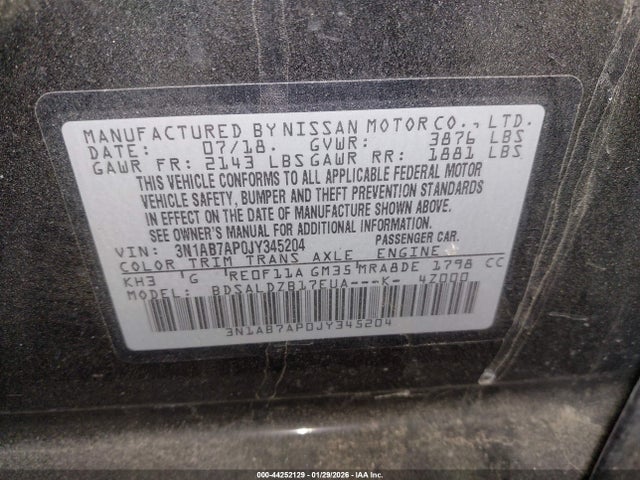 MANUFACTURED BY NISSAN MOTOR CO., LTD.
DATE: 07/18. GVWR: 3876 LBS
GAWR FR: 2143 LBS GAWR RR: 1881 LBS
THIS VEHICLE CONFORMS TO ALL APPLICABLE FEDERAL MOTOR
VEHICLE SAFETY, BUMPER AND THEFT PREVENTION STANDARDS
IN EFFECT ON THE DATE OF MANUFACTURE SHOWN ABOVE.
SEE OWNER'S MANUAL FOR ADDITIONAL INFORMATION.
VIN: 3N1AB7AP0JY345204 PASSENGER CAR.
COLOR TRIM TRANS AXLE ENGINE
KH3 'G 'RE0F11A GM35 MRA8DE 1798 CC
MODEL: BDSALDZB17EUA---K- 4Z000
3N1AB7AP0JY345204
000-44252129 - 01/29/2026 - IAA Inc.